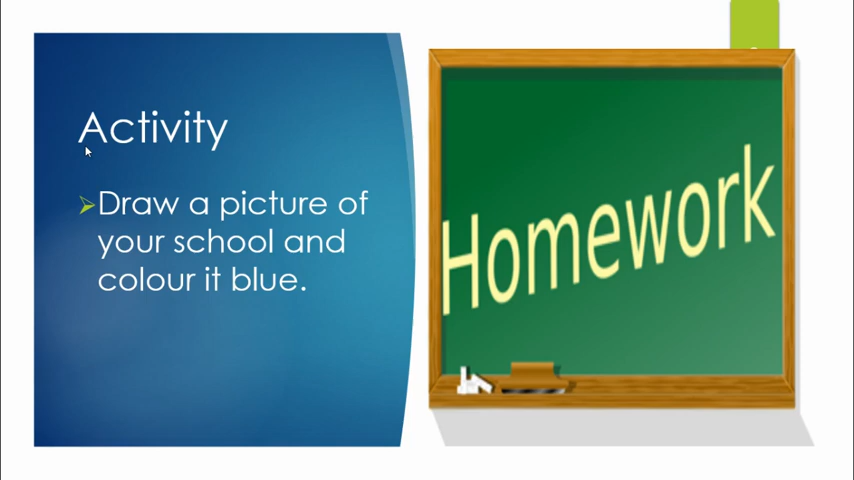 Activity
Draw a picture of
your school and
colour it blue.
Homework